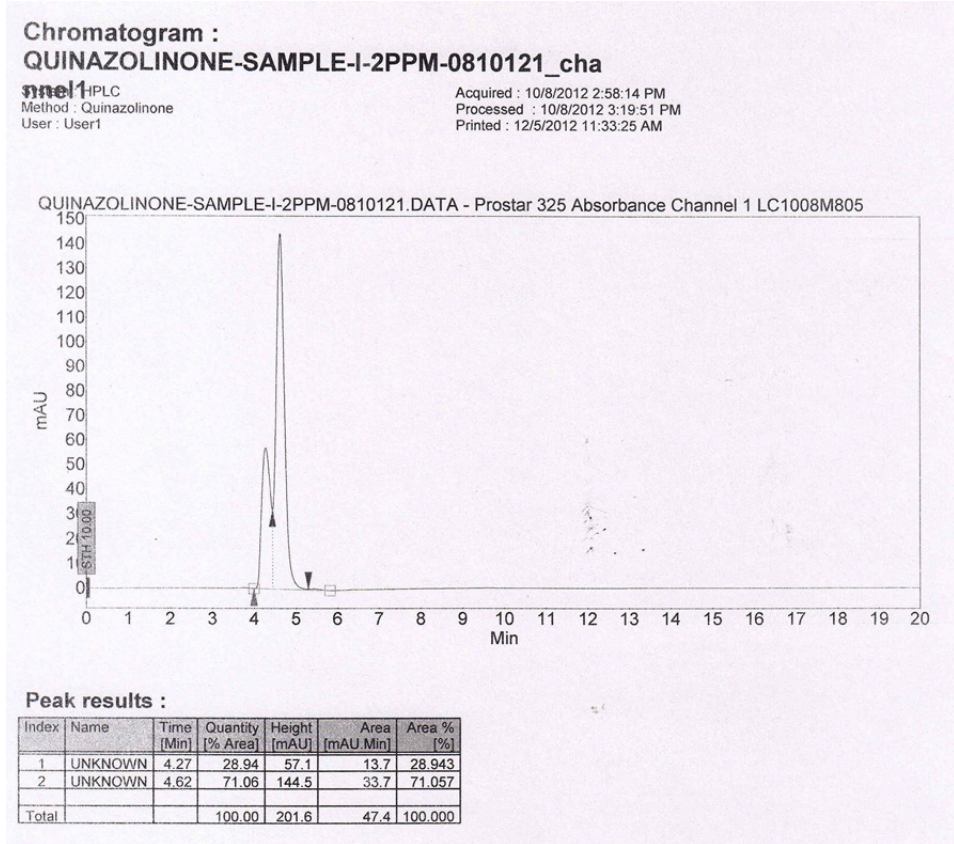 Chromatogram :
QUINAZOLINONE-SAMPLE-I-2PPM-0810121_cha
nnel1
HPLC
Method : Quinazolinone
User : User1
Acquired : 10/8/2012 2:58:14 PM
Processed : 10/8/2012 3:19:51 PM
Printed : 12/5/2012 11:33:25 AM
QUINAZOLINONE-SAMPLE-I-2PPM-0810121.DATA - Prostar 325 Absorbance Channel 1 LC1008M805
150
140
130
120
110
100
90
80
70
60
50
40
0
mAU
STH 10.00
0 1 2 3 4 5 6 7 8 9 10 11 12 13 14 15 16 17 18 19 20
Min
Peak results :
Index Name Time Quantity Height Area Area %
[Min] [% Area] [mAU] [mAU.Min] [%]
1 UNKNOWN 4.27 28.94 57.1 13.7 28.943
2 UNKNOWN 4.62 71.06 144.5 33.7 71.057
Total 100.00 201.6 47.4 100.000